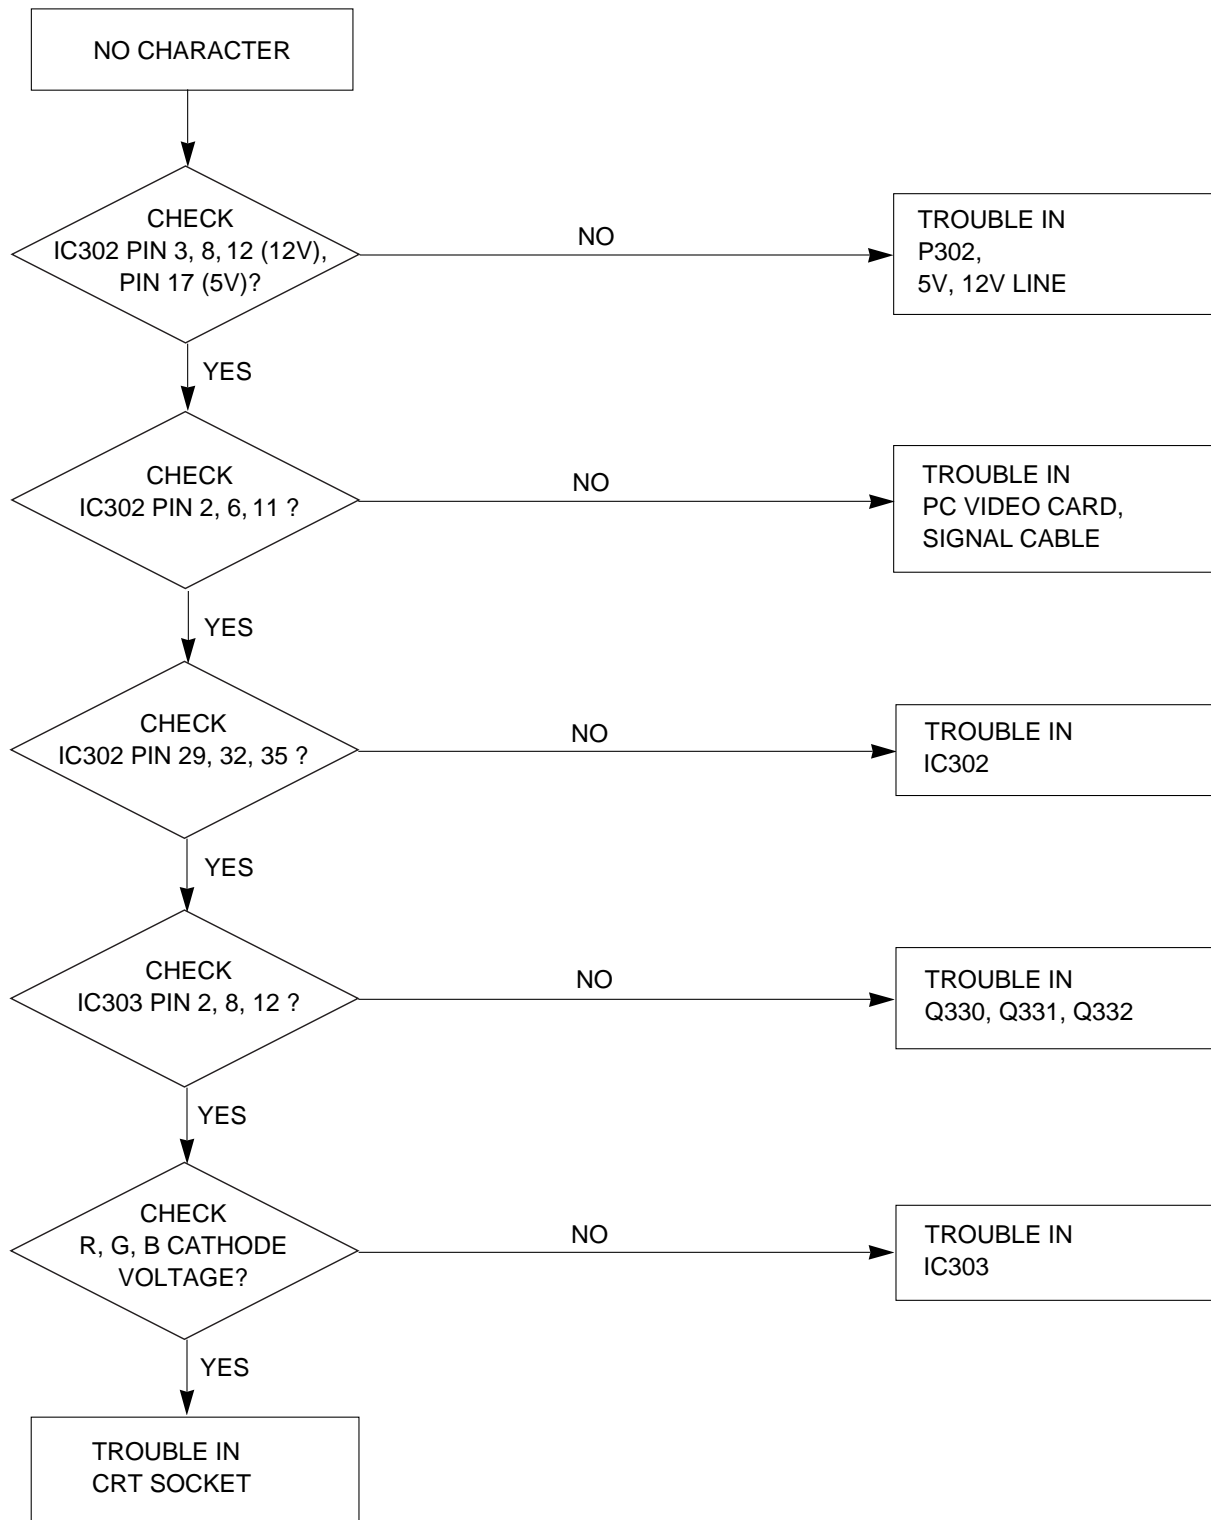 NO CHARACTER
CHECK
IC302 PIN 3, 8, 12 (12V),
PIN 17 (5V)?
NO
TROUBLE IN
P302,
5V, 12V LINE
YES
CHECK
IC302 PIN 2, 6, 11 ?
NO
TROUBLE IN
PC VIDEO CARD,
SIGNAL CABLE
YES
CHECK
IC302 PIN 29, 32, 35 ?
NO
TROUBLE IN
IC302
YES
CHECK
IC303 PIN 2, 8, 12 ?
NO
TROUBLE IN
Q330, Q331, Q332
YES
CHECK
R, G, B CATHODE
VOLTAGE?
NO
TROUBLE IN
IC303
YES
TROUBLE IN
CRT SOCKET